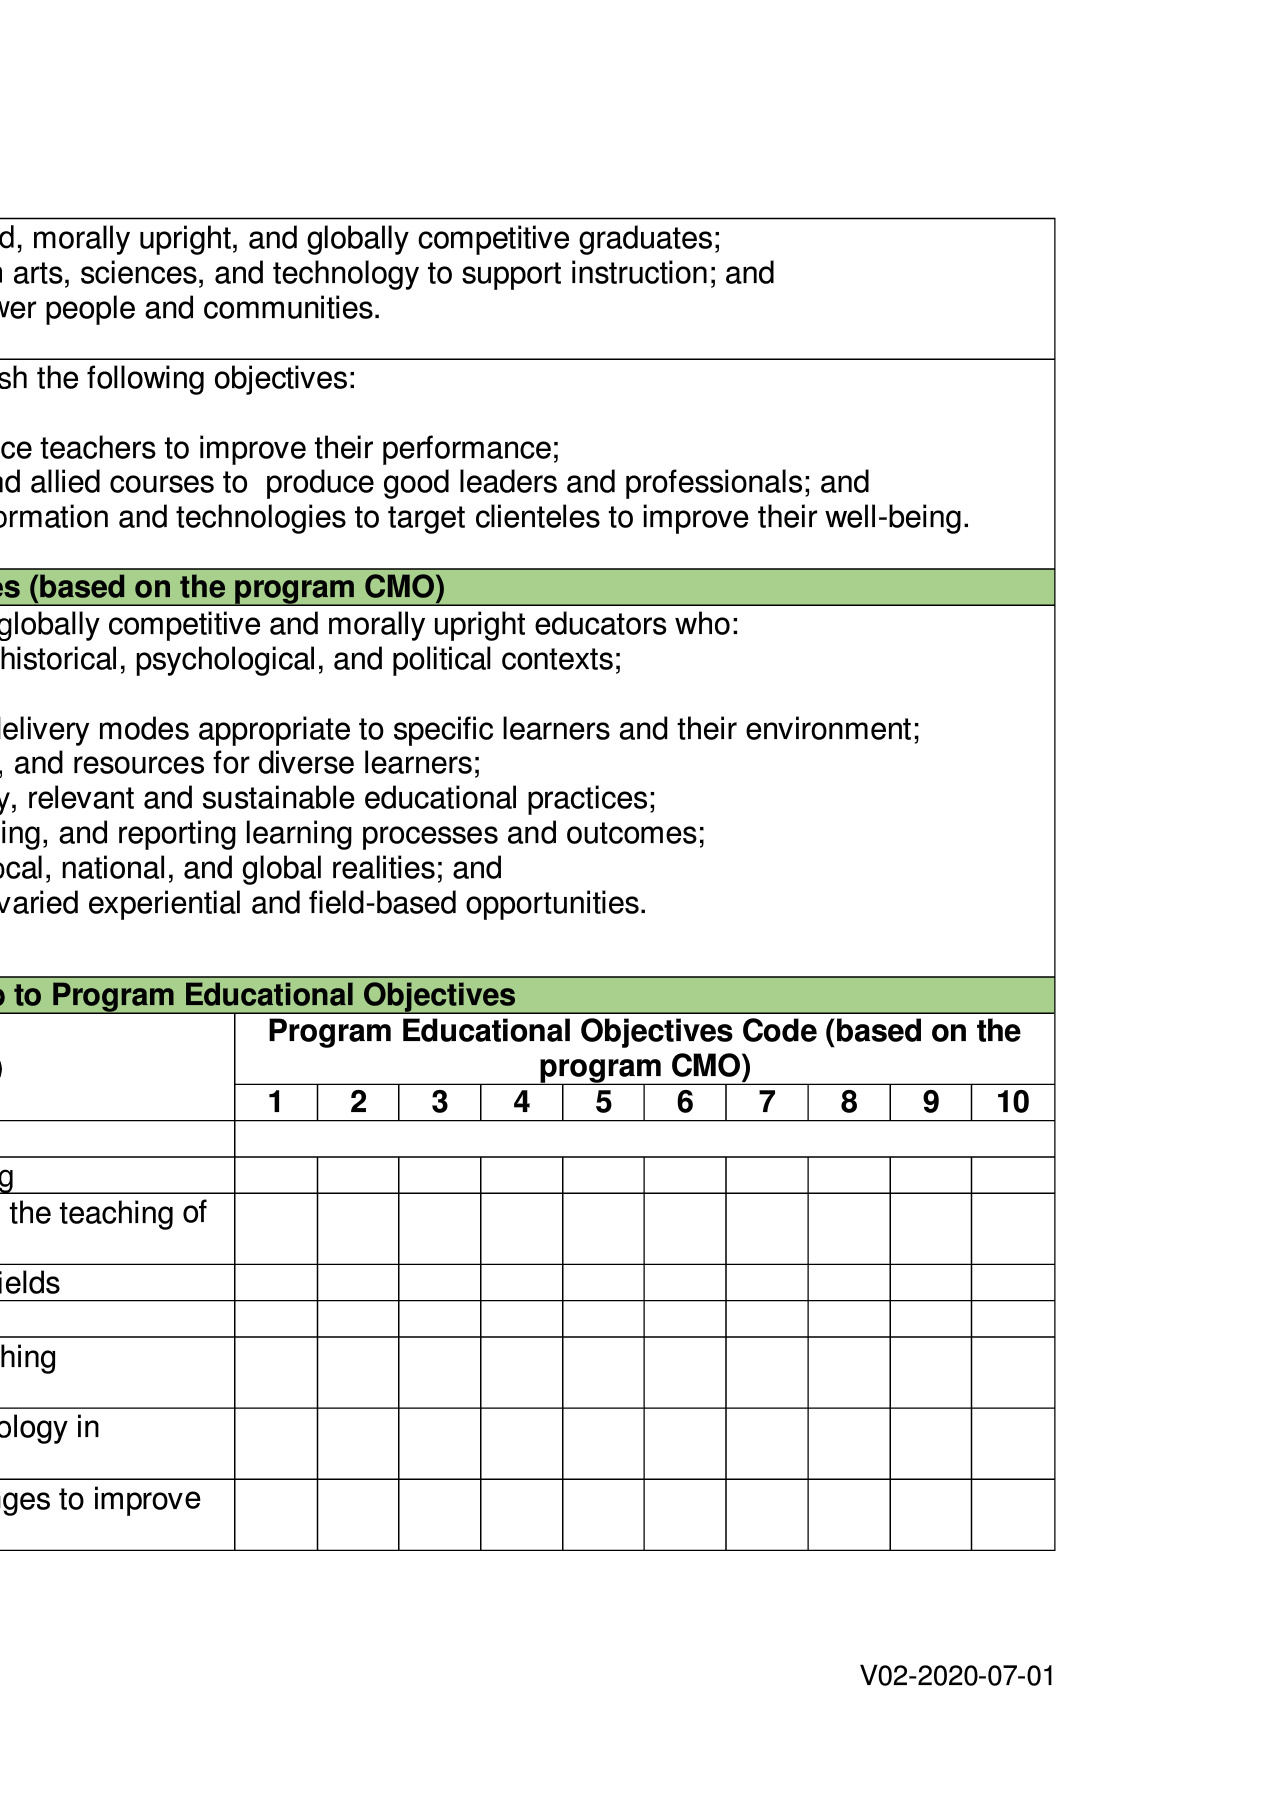 d, morally upright, and globally competitive graduates;
arts, sciences, and technology to support instruction; and
wer people and communities.
sh the following objectives:
ce teachers to improve their performance;
nd allied courses to  produce good leaders and professionals; and
ormation and technologies to target clienteles to improve their well-being.
es (based on the program CMO)
globally competitive and morally upright educators who:
historical, psychological, and political contexts;
delivery modes appropriate to specific learners and their environment;
, and resources for diverse learners;
y, relevant and sustainable educational practices;
ing, and reporting learning processes and outcomes;
ocal, national, and global realities; and
varied experiential and field-based opportunities.
p to Program Educational Objectives
Program Educational Objectives Code (based on the
program CMO)
)
1 2 3 4 5 6 7 8 9 10
g
the teaching of
ields
hing
ology in
nges to improve
V02-2020-07-01